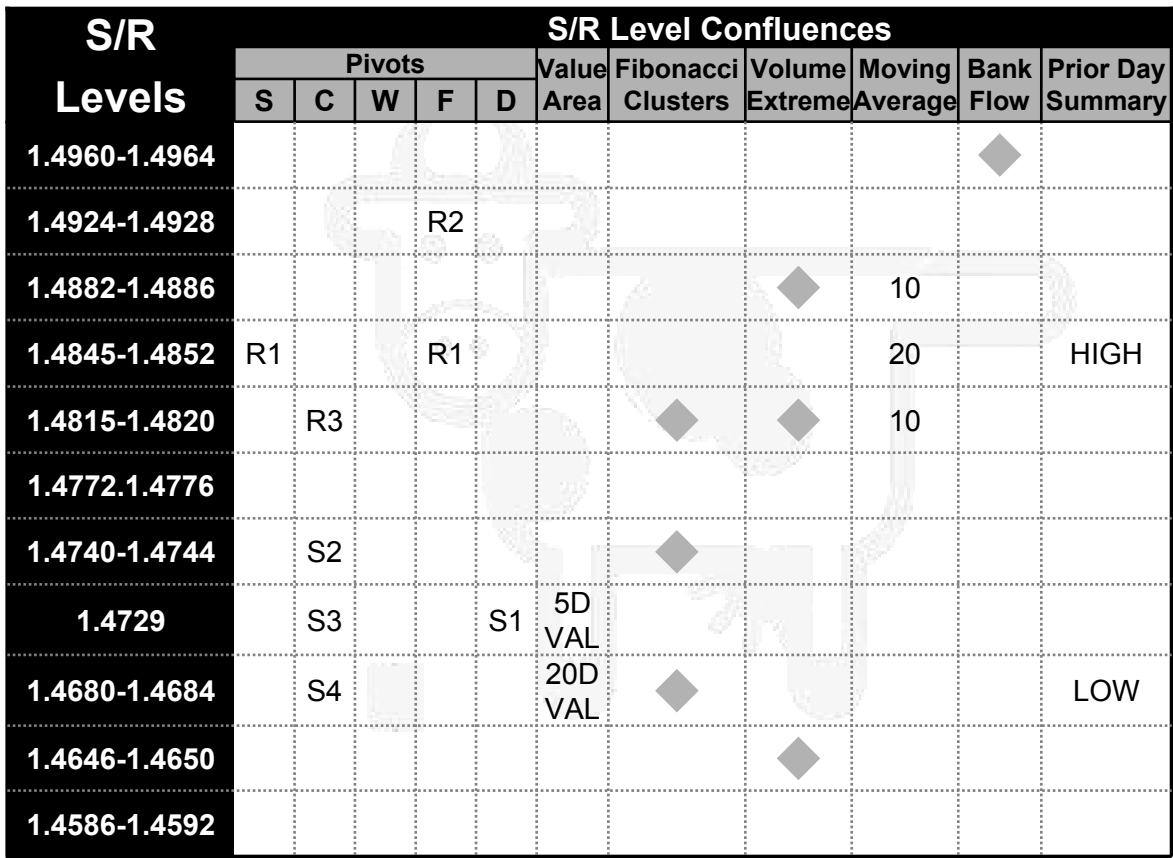 S/R Levels
S/R Level Confluences
Pivots
Value Area
Fibonacci Clusters
Volume Extreme
Moving Average
Bank Flow
Prior Day Summary
S C W F D
1.4960-1.4964
1.4924-1.4928 R2
1.4882-1.4886 10
1.4845-1.4852 R1 R1 20 HIGH
1.4815-1.4820 R3 10
1.4772.1.4776
1.4740-1.4744 S2
1.4729 S3 S1 5D VAL
1.4680-1.4684 S4 20D VAL LOW
1.4646-1.4650
1.4586-1.4592